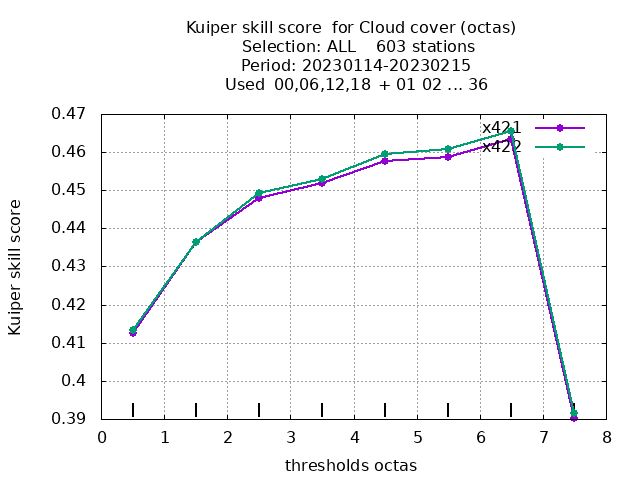 Kuiper skill score  for Cloud cover (octas)
Selection: ALL    603 stations
Period: 20230114-20230215
Used  00,06,12,18  + 01 02 ... 36
0.47
0.46
0.45
0.44
0.43
0.42
0.41
0.4
0.39
Kuiper skill score
x421
x422
0 1 2 3 4 5 6 7 8
thresholds octas